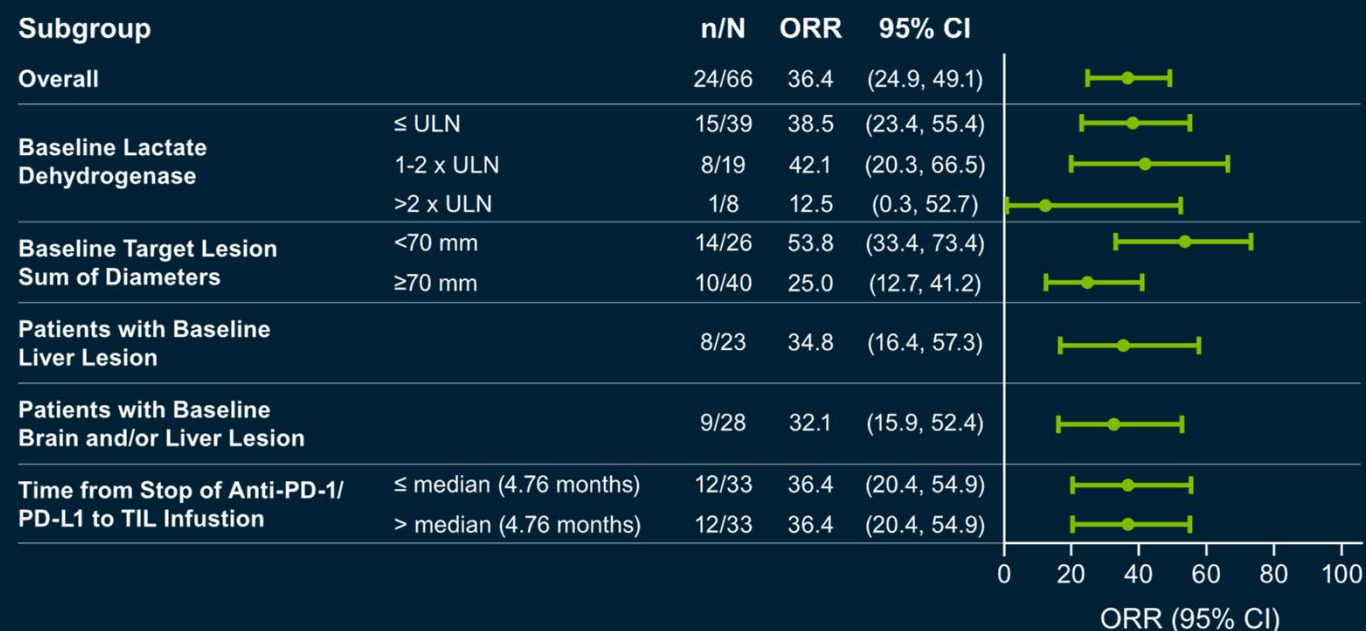 Subgroup n/N ORR 95% CI
Overall 24/66 36.4 (24.9, 49.1)
Baseline Lactate Dehydrogenase
≤ ULN 15/39 38.5 (23.4, 55.4)
1-2 x ULN 8/19 42.1 (20.3, 66.5)
>2 x ULN 1/8 12.5 (0.3, 52.7)
Baseline Target Lesion
Sum of Diameters
<70 mm 14/26 53.8 (33.4, 73.4)
≥70 mm 10/40 25.0 (12.7, 41.2)
Patients with Baseline
Liver Lesion
8/23 34.8 (16.4, 57.3)
Patients with Baseline
Brain and/or Liver Lesion
9/28 32.1 (15.9, 52.4)
Time from Stop of Anti-PD-1/
PD-L1 to TIL Infustion
≤ median (4.76 months) 12/33 36.4 (20.4, 54.9)
> median (4.76 months) 12/33 36.4 (20.4, 54.9)
0 20 40 60 80 100
ORR (95% CI)